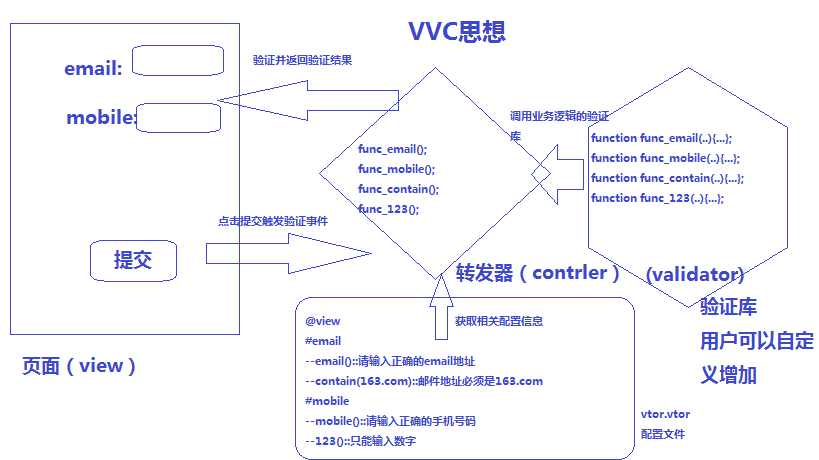 VVC思想
email:
mobile:
提交
页面（view）
验证并返回验证结果
点击提交触发验证事件
func_email();
func_mobile();
func_contain();
func_123();
转发器（contrler）
调用业务逻辑的验证
库
function func_email(..){...};
function func_mobile(..){...};
function func_contain(..){...};
function func_123(..){...};
(validator)
验证库
用户可以自定
义增加
获取相关配置信息
@view
#email
--email()::请输入正确的email地址
--contain(163.com)::邮件地址必须是163.com
#mobile
--mobile()::请输入正确的手机号码
--123()::只能输入数字
vtor.vtor
配置文件